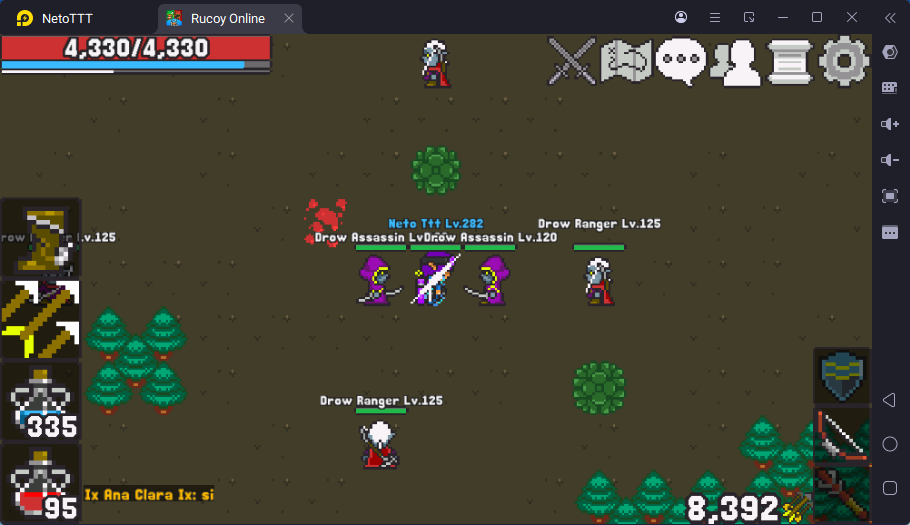 NetoTTT
Rucoy Online
4,330/4,330
Neto Ttt Lv.282
Drow Ranger Lv.125
Drow Assassin Lv
Drow Assassin Lv.120
Lv.125
Drow Ranger Lv.125
335
95
Ix Ana Clara Ix: si
8,392